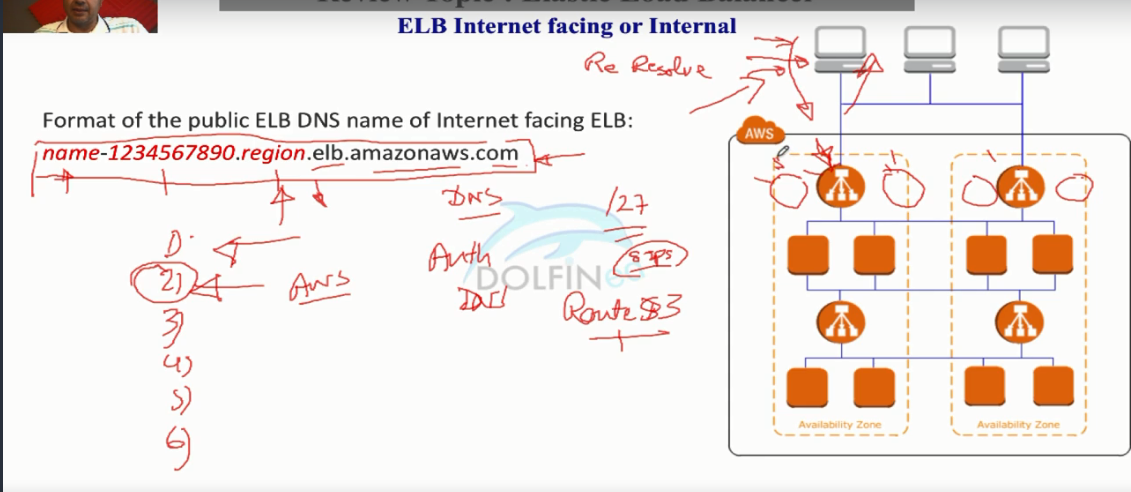 ELB Internet facing or Internal
Re Resolve
Format of the public ELB DNS name of Internet facing ELB:
name-1234567890.region.elb.amazonaws.com
AWS
DNS
/27
1)
Auth
8 IPs
DOLFIN
2)
AWS
Route 53
3)
4)
5)
6)
Availability Zone
Availability Zone